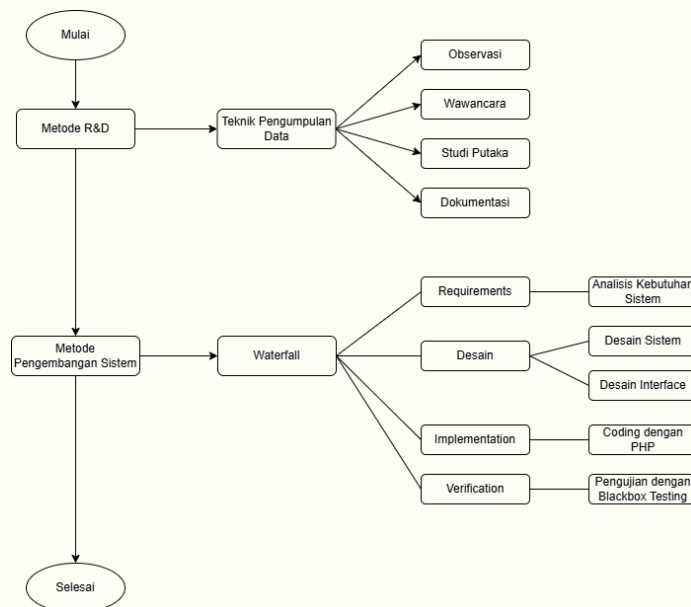 Mulai
Metode R&D
Teknik Pengumpulan
Data
Observasi
Wawancara
Studi Putaka
Dokumentasi
Metode
Pengembangan Sistem
Waterfall
Requirements
Analisis Kebutuhan
Sistem
Desain
Desain Sistem
Desain Interface
Implementation
Coding dengan
PHP
Verification
Pengujian dengan
Blackbox Testing
Selesai